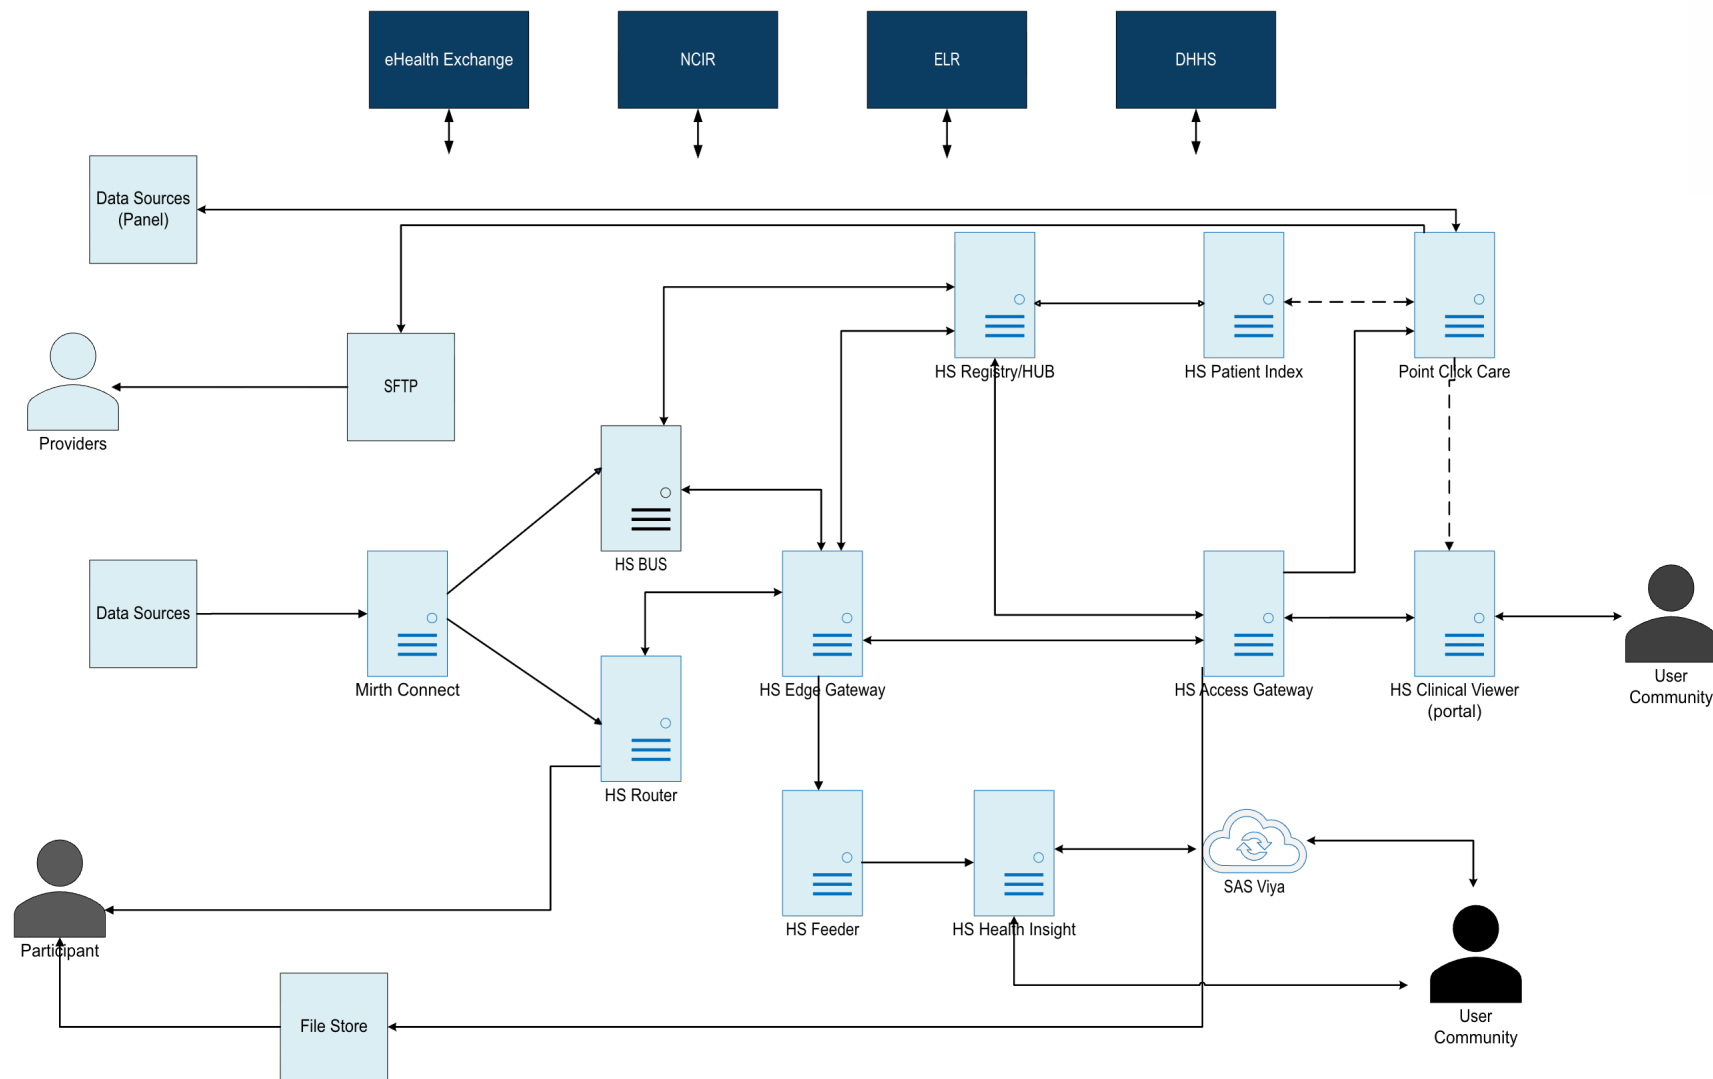 eHealth Exchange
NCIR
ELR
DHHS
Data Sources
(Panel)
SFTP
Providers
HS Registry/HUB
HS Patient Index
Point Click Care
HS BUS
Data Sources
Mirth Connect
HS Edge Gateway
HS Access Gateway
HS Clinical Viewer
(portal)
User
Community
HS Router
HS Feeder
HS Health Insight
SAS Viya
Participant
File Store
User
Community